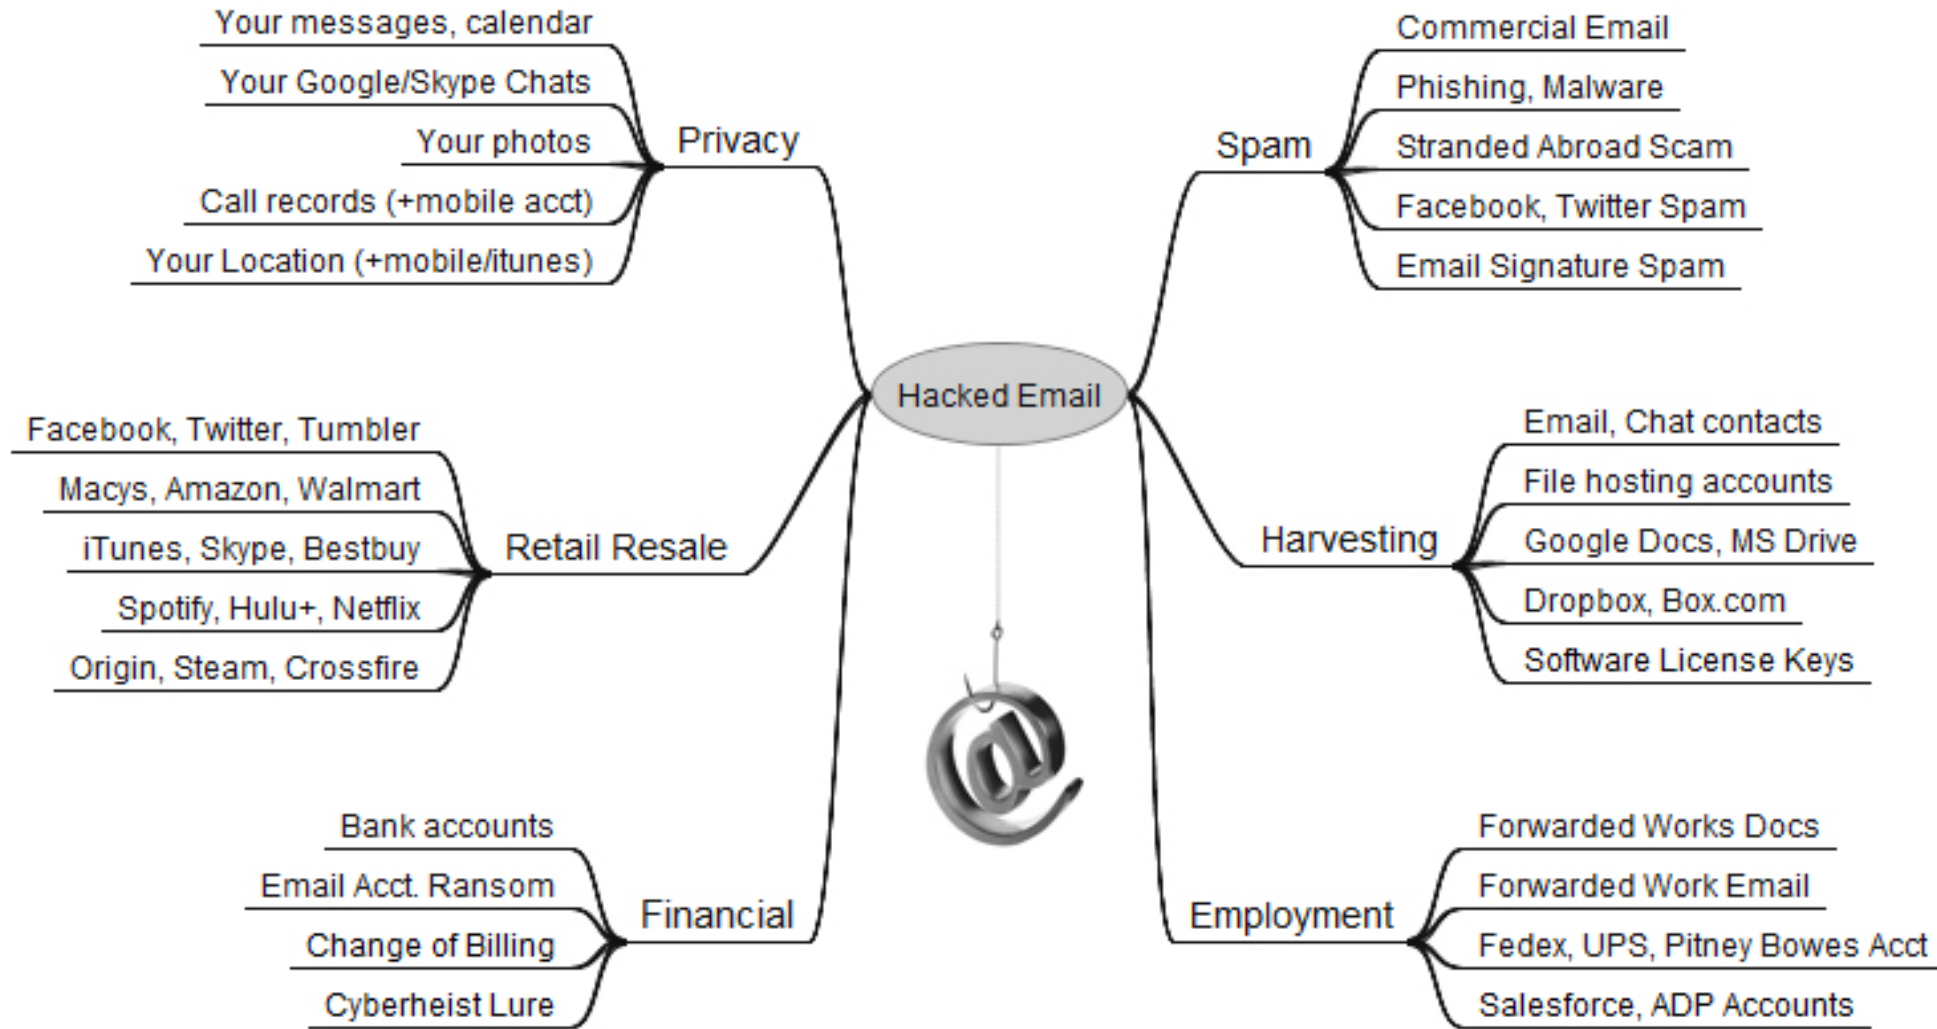 Your messages, calendar
Your Google/Skype Chats
Your photos
Call records (+mobile acct)
Your Location (+mobile/itunes)
Privacy
Commercial Email
Phishing, Malware
Stranded Abroad Scam
Facebook, Twitter Spam
Email Signature Spam
Spam
Hacked Email
Facebook, Twitter, Tumbler
Macys, Amazon, Walmart
iTunes, Skype, Bestbuy
Spotify, Hulu+, Netflix
Origin, Steam, Crossfire
Retail Resale
Email, Chat contacts
File hosting accounts
Google Docs, MS Drive
Dropbox, Box.com
Software License Keys
Harvesting
@
Bank accounts
Email Acct. Ransom
Change of Billing
Cyberheist Lure
Financial
Forwarded Works Docs
Forwarded Work Email
Fedex, UPS, Pitney Bowes Acct
Salesforce, ADP Accounts
Employment